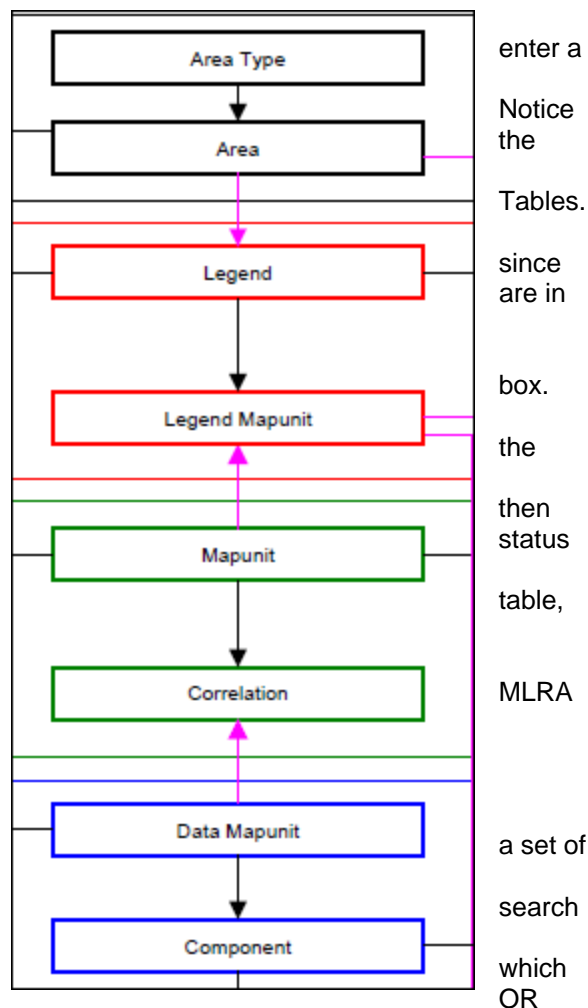 Area Type
Area
Legend
Legend Mapunit
Mapunit
Correlation
Data Mapunit
Component
enter a
Notice
the
Tables.
since
are in
box.
the
then
status
table,
MLRA
a set of
search
which
OR